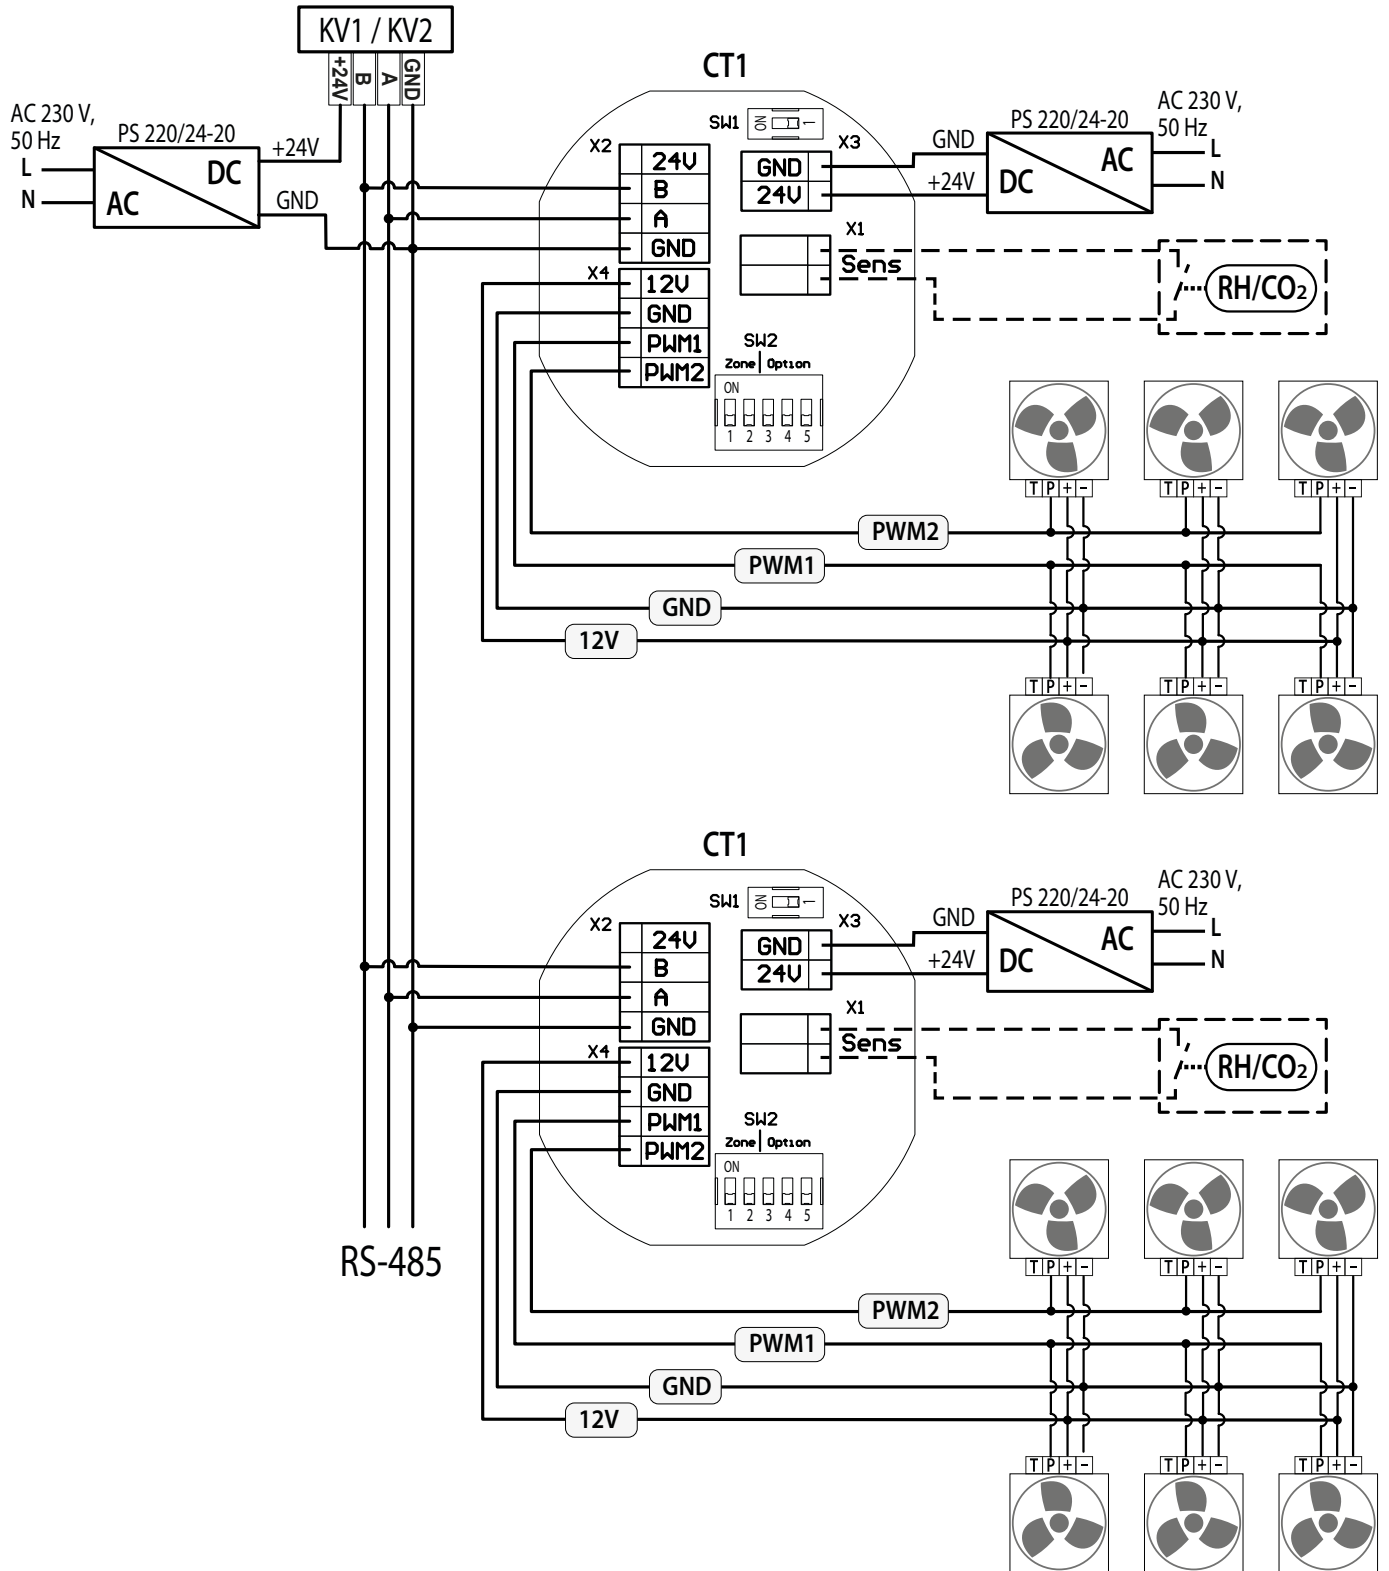 KV1 / KV2
+24V B A GND
AC 230 V,
50 Hz
L
N
PS 220/24-20
AC
DC
+24V
GND
CT1
SW1
ON
1
X2
24V
B
A
GND
X3
GND
24V
GND
+24V
PS 220/24-20
DC
AC
AC 230 V,
50 Hz
L
N
X1
Sens
RH/CO2
X4
12V
GND
PWM1
PWM2
SW2
Zone Option
ON
1 2 3 4 5
T P + -
T P + -
T P + -
PWM2
PWM1
GND
12V
T P + -
T P + -
T P + -
CT1
SW1
ON
1
X2
24V
B
A
GND
X3
GND
24V
GND
+24V
PS 220/24-20
DC
AC
AC 230 V,
50 Hz
L
N
X1
Sens
RH/CO2
X4
12V
GND
PWM1
PWM2
SW2
Zone Option
ON
1 2 3 4 5
RS-485
T P + -
T P + -
T P + -
PWM2
PWM1
GND
12V
T P + -
T P + -
T P + -